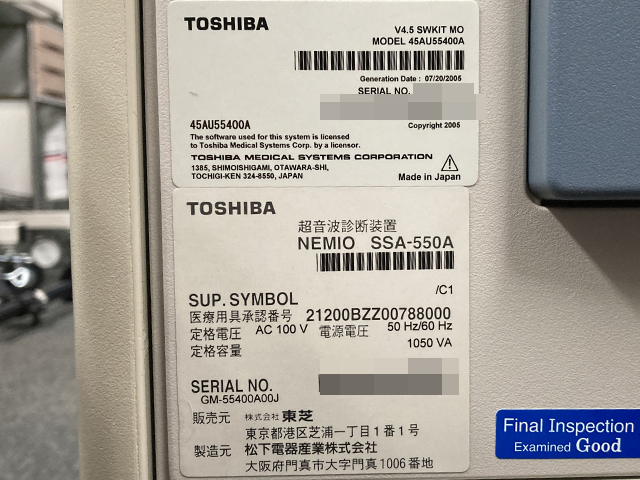 TOSHIBA
V4.5 SWKIT MO
MODEL 45AU55400A
Generation Date : 07/20/2005
SERIAL NO.
45AU55400A
Copyright 2005
The software used for this system is licensed
to Toshiba Medical Systems Corp. by a licensor.
TOSHIBA MEDICAL SYSTEMS CORPORATION
1385, SHIMOISHIGAMI, OTAWARA-SHI,
TOCHIGI-KEN 324-8550, JAPAN
Made in Japan
TOSHIBA
超音波診断装置
NEMIO SSA-550A
/C1
SUP. SYMBOL
医療用具承認番号 21200BZZ00788000
定格電圧 AC 100 V 電源電圧 50 Hz/60 Hz
定格容量 1050 VA
SERIAL NO.
GM-55400A00J
販売元 株式会社 東芝
東京都港区芝浦一丁目1番1号
製造元 松下電器産業株式会社
大阪府門真市大字門真1006番地
Final Inspection
Examined Good